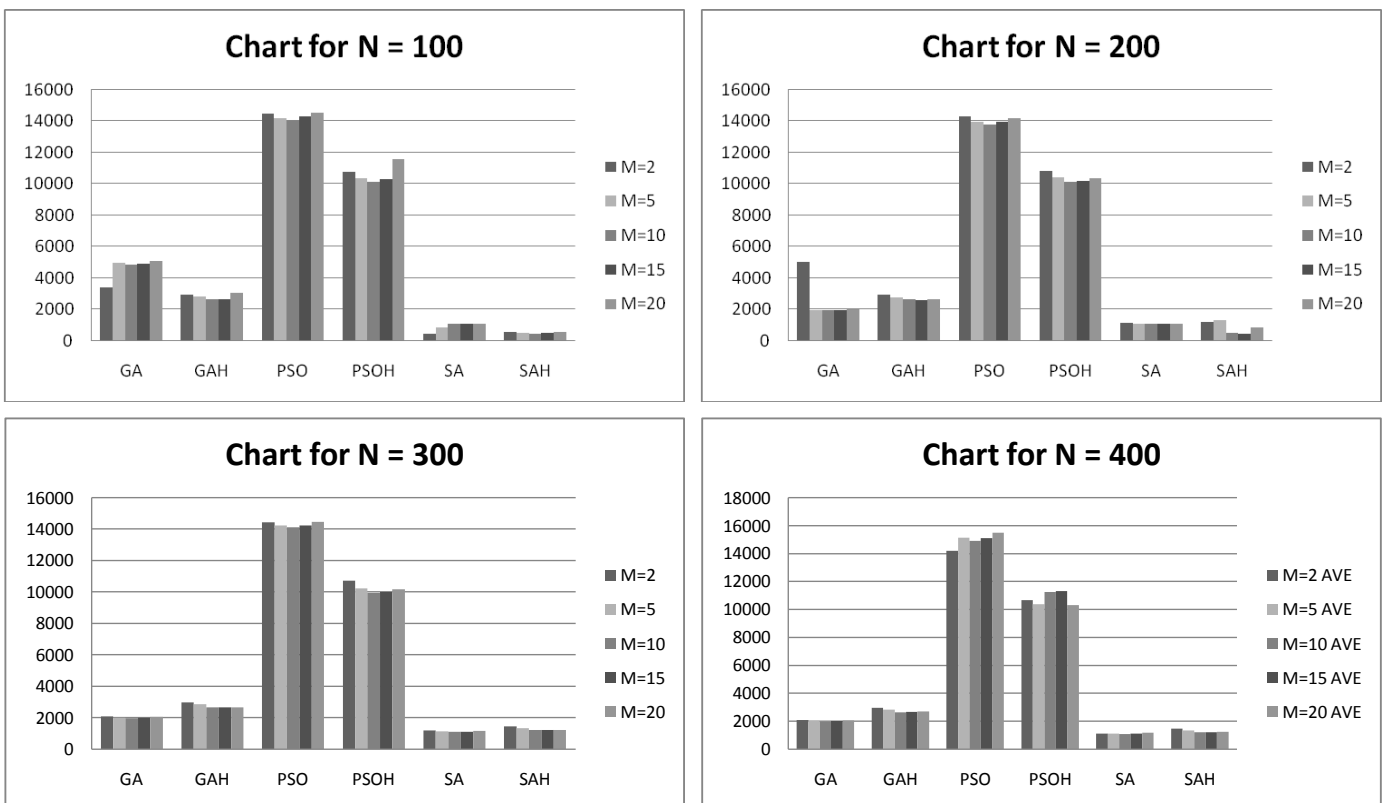 Chart for N = 100
16000
14000
12000
10000
8000
6000
4000
2000
0
GA GAH PSO PSOH SA SAH
M=2
M=5
M=10
M=15
M=20
Chart for N = 200
16000
14000
12000
10000
8000
6000
4000
2000
0
GA GAH PSO PSOH SA SAH
M=2
M=5
M=10
M=15
M=20
Chart for N = 300
16000
14000
12000
10000
8000
6000
4000
2000
0
GA GAH PSO PSOH SA SAH
M=2
M=5
M=10
M=15
M=20
Chart for N = 400
18000
16000
14000
12000
10000
8000
6000
4000
2000
0
GA GAH PSO PSOH SA SAH
M=2 AVE
M=5 AVE
M=10 AVE
M=15 AVE
M=20 AVE